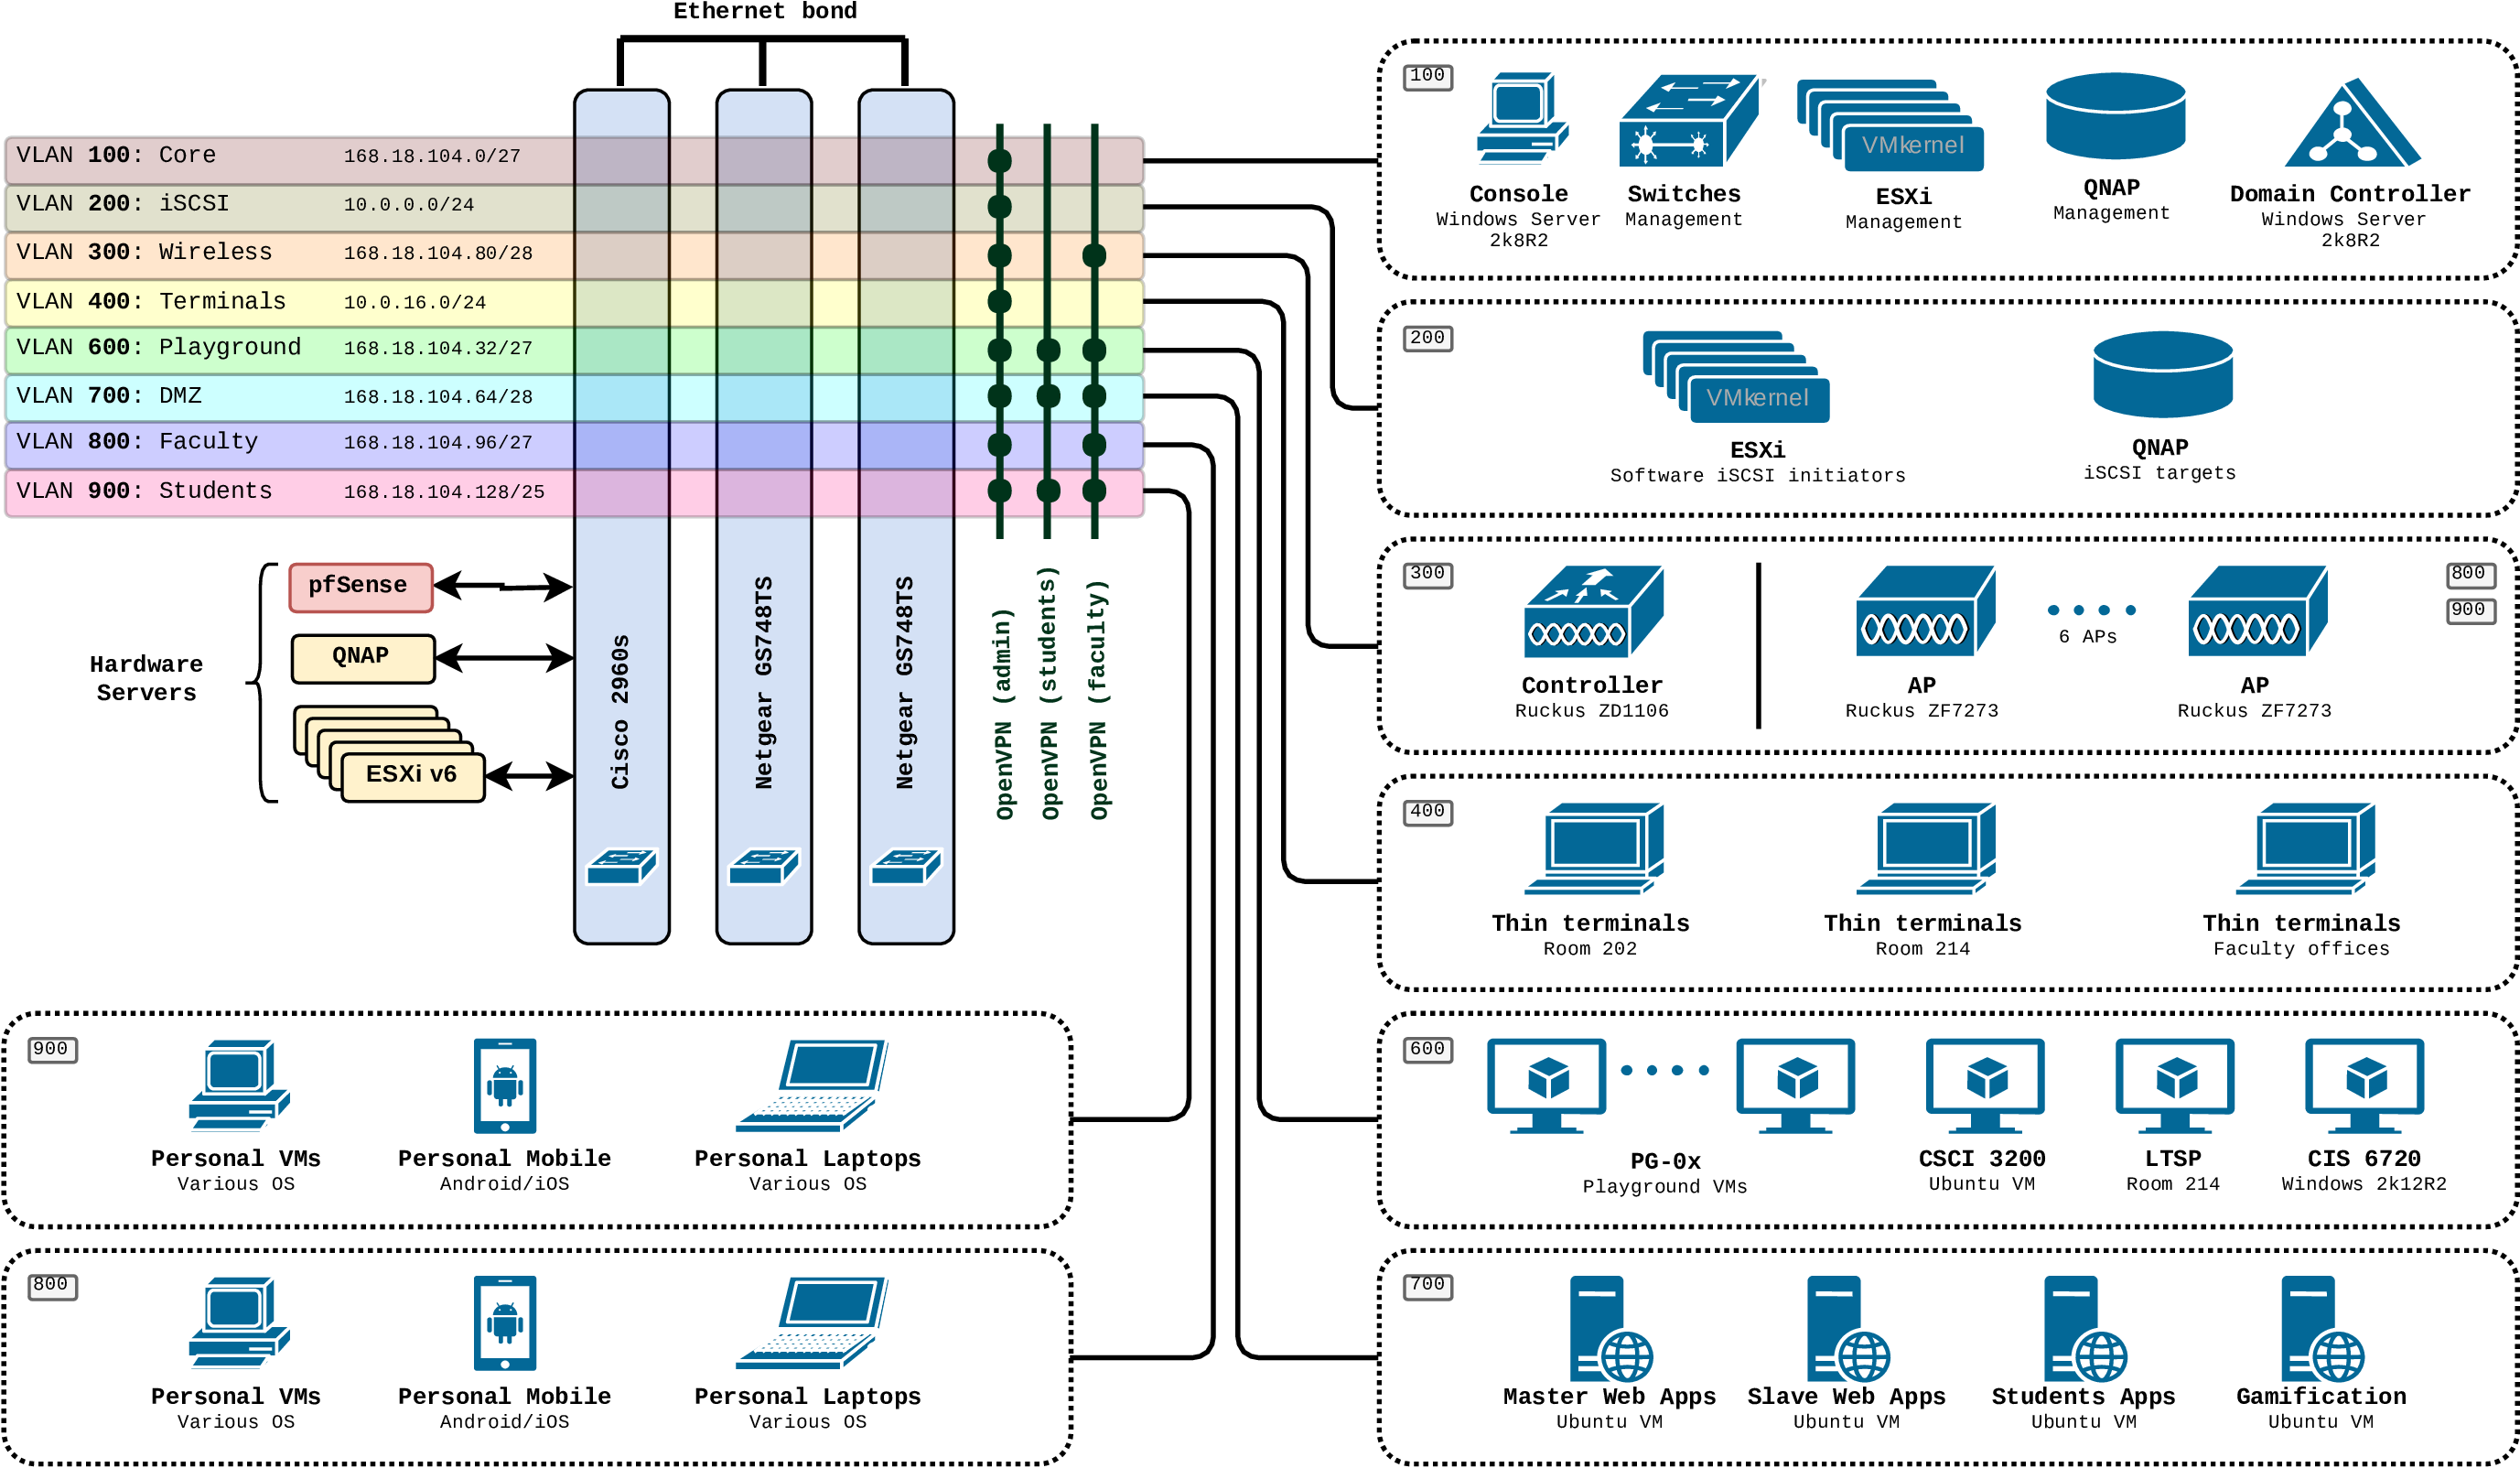 Ethernet bond
VLAN 100: Core 168.18.104.0/27
VLAN 200: iSCSI 10.0.0.0/24
VLAN 300: Wireless 168.18.104.80/28
VLAN 400: Terminals 10.0.16.0/24
VLAN 600: Playground 168.18.104.32/27
VLAN 700: DMZ 168.18.104.64/28
VLAN 800: Faculty 168.18.104.96/27
VLAN 900: Students 168.18.104.128/25
Hardware
Servers
pfSense
QNAP
ESXi v6
Cisco 2960s
Netgear GS748TS
Netgear GS748TS
OpenVPN (admin)
OpenVPN (students)
OpenVPN (faculty)
100
VMkernel
Console
Windows Server
2k8R2
Switches
Management
ESXi
Management
QNAP
Management
Domain Controller
Windows Server
2k8R2
200
VMkernel
ESXi
Software iSCSI initiators
QNAP
iSCSI targets
300
800
900
6 APs
Controller
Ruckus ZD1106
AP
Ruckus ZF7273
AP
Ruckus ZF7273
400
Thin terminals
Room 202
Thin terminals
Room 214
Thin terminals
Faculty offices
900
Personal VMs
Various OS
Personal Mobile
Android/iOS
Personal Laptops
Various OS
600
PG-0x
Playground VMs
CSCI 3200
Ubuntu VM
LTSP
Room 214
CIS 6720
Windows 2k12R2
800
Personal VMs
Various OS
Personal Mobile
Android/iOS
Personal Laptops
Various OS
700
Master Web Apps
Ubuntu VM
Slave Web Apps
Ubuntu VM
Students Apps
Ubuntu VM
Gamification
Ubuntu VM